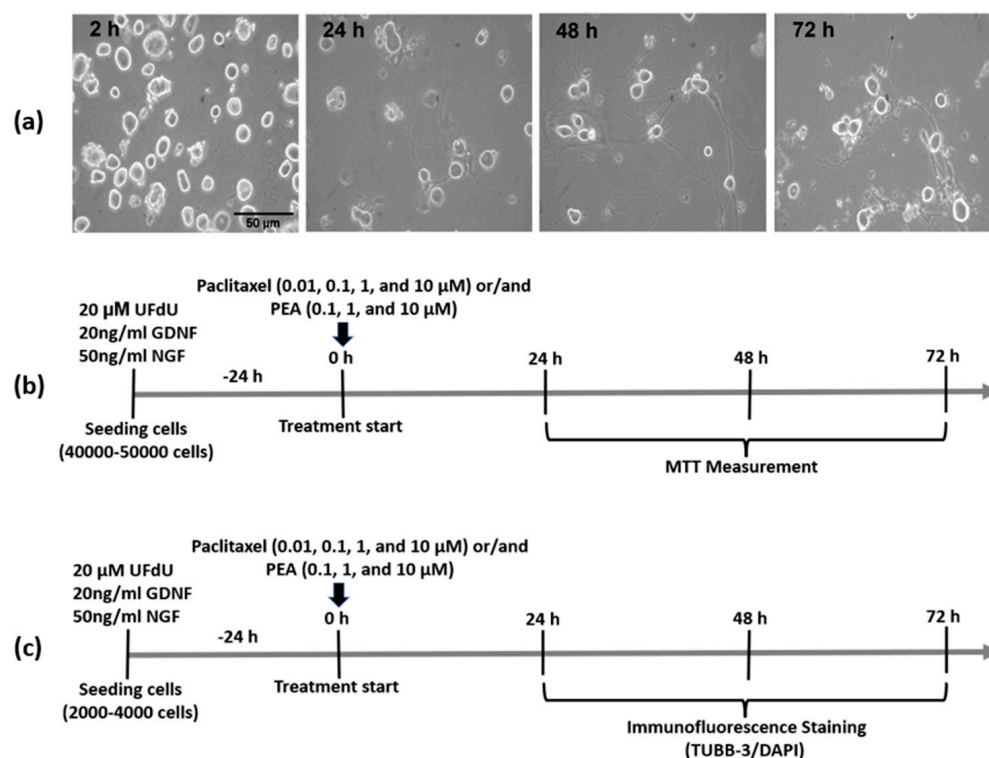 (a)
2 h
24 h
48 h
72 h
50 µm
(b)
Paclitaxel (0.01, 0.1, 1, and 10 µM) or/and
PEA (0.1, 1, and 10 µM)
20 µM UFdU
20ng/ml GDNF
50ng/ml NGF
-24 h
0 h
24 h
48 h
72 h
Seeding cells
(40000-50000 cells)
Treatment start
MTT Measurement
(c)
Paclitaxel (0.01, 0.1, 1, and 10 µM) or/and
PEA (0.1, 1, and 10 µM)
20 µM UFdU
20ng/ml GDNF
50ng/ml NGF
-24 h
0 h
24 h
48 h
72 h
Seeding cells
(2000-4000 cells)
Treatment start
Immunofluorescence Staining
(TUBB-3/DAPI)